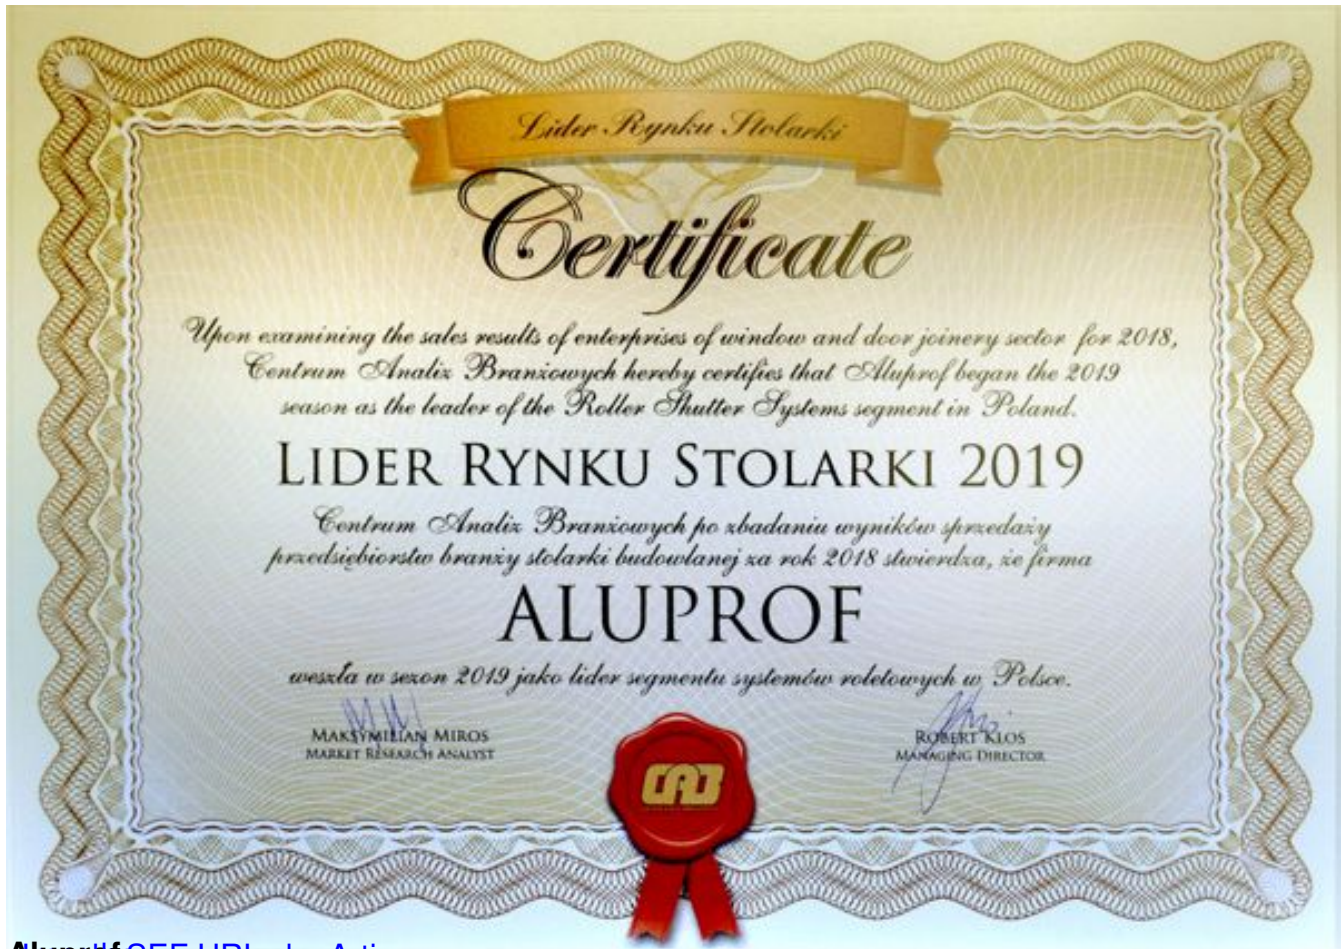 Lider Rynku Stolarki
Certificate
Upon examining the sales results of enterprises of window and door joinery sector for 2018,
Centrum Analiz Branżowych hereby certifies that Aluprof began the 2019
season as the leader of the Roller Shutter Systems segment in Poland.
LIDER RYNKU STOLARKI 2019
Centrum Analiz Branżowych po zbadaniu wyników sprzedaży
przedsiębiorstw branży stolarki budowlanej za rok 2018 stwierdza, że firma
ALUPROF
weszła w sezon 2019 jako lider segmentu systemów roletowych w Polsce.
MAKSYMILIAN MIROS
MARKET RESEARCH ANALYST
ROBERT KLOS
MANAGING DIRECTOR
CAB